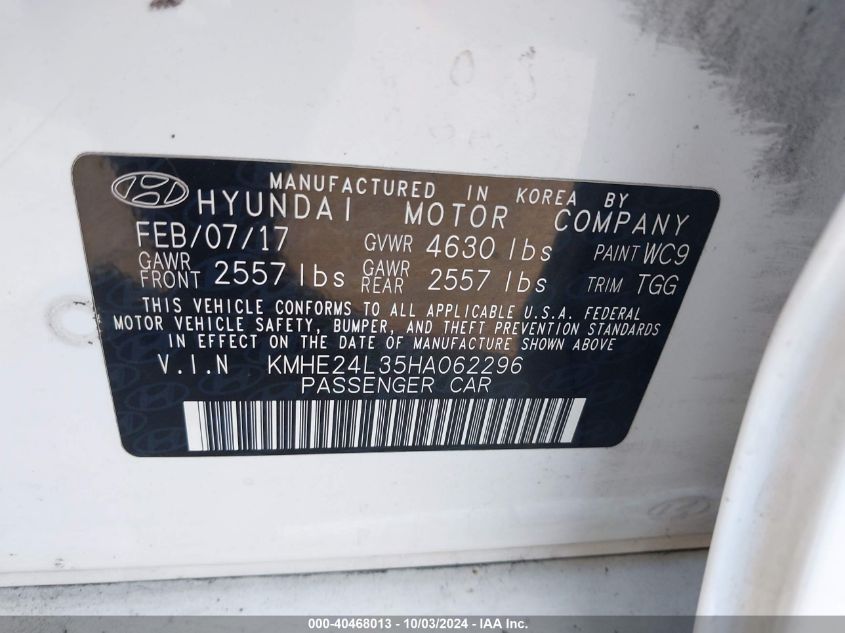 MANUFACTURED IN KOREA BY
HYUNDAI MOTOR COMPANY
FEB/07/17 GVWR 4630 lbs PAINT WC9
GAWR FRONT 2557 lbs GAWR REAR 2557 lbs TRIM TGG
THIS VEHICLE CONFORMS TO ALL APPLICABLE U.S.A. FEDERAL
MOTOR VEHICLE SAFETY, BUMPER, AND THEFT PREVENTION STANDARDS
IN EFFECT ON THE DATE OF MANUFACTURE SHOWN ABOVE
V.I.N KMHE24L35HA062296
PASSENGER CAR
000-40468013 - 10/03/2024 - IAA Inc.